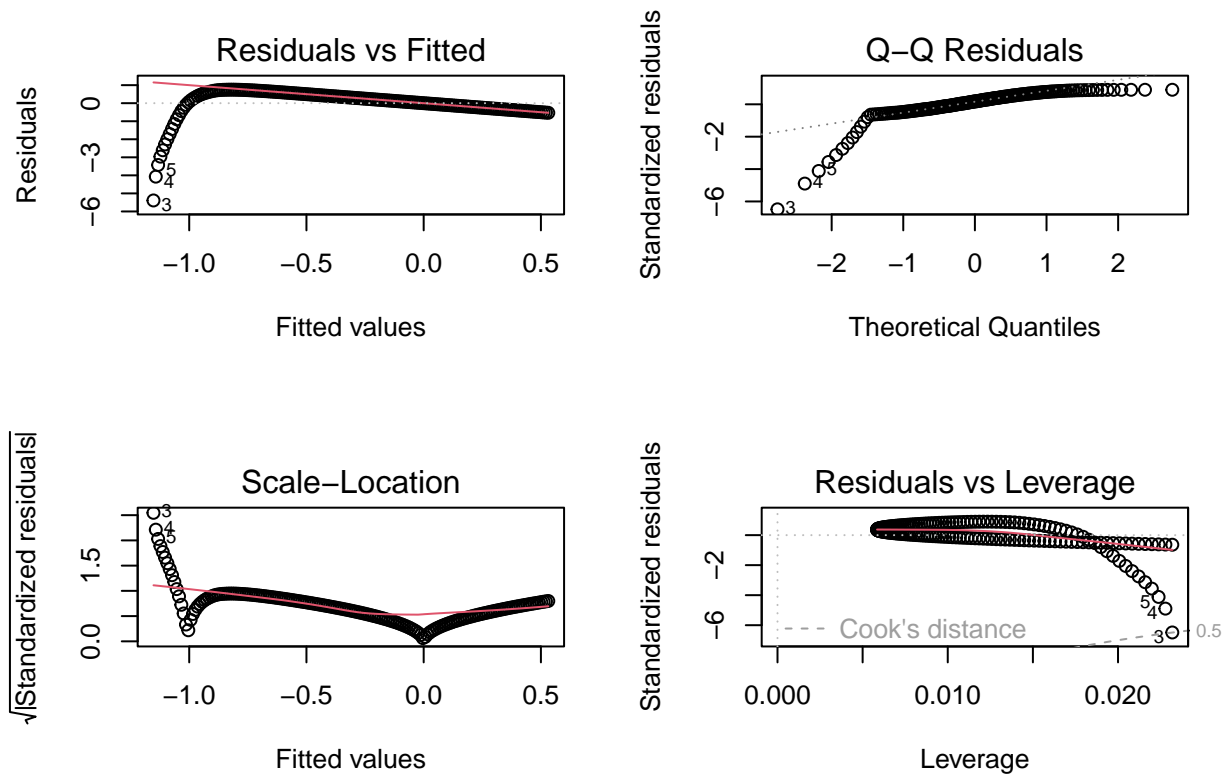 Residuals vs Fitted
Residuals
0
−3
−6
5
4
3
−1.0 −0.5 0.0 0.5
Fitted values
Q−Q Residuals
Standardized residuals
−2
−6
5
4
3
−2 −1 0 1 2
Theoretical Quantiles
Scale−Location
√|Standardized residuals|
1.5
0.0
3
4
5
−1.0 −0.5 0.0 0.5
Fitted values
Residuals vs Leverage
Standardized residuals
−2
−6
5
4
3
Cook's distance
0.5
0.000 0.010 0.020
Leverage